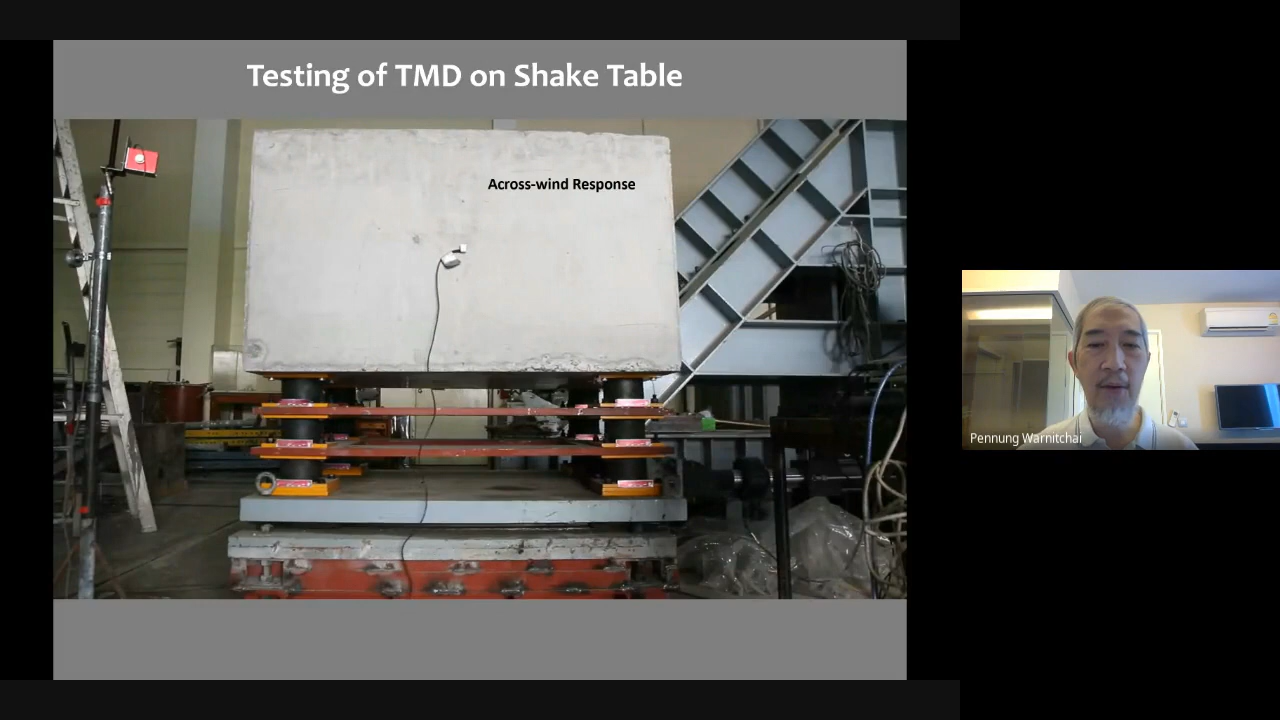 Testing of TMD on Shake Table
Across-wind Response
Pennung Warnitchai